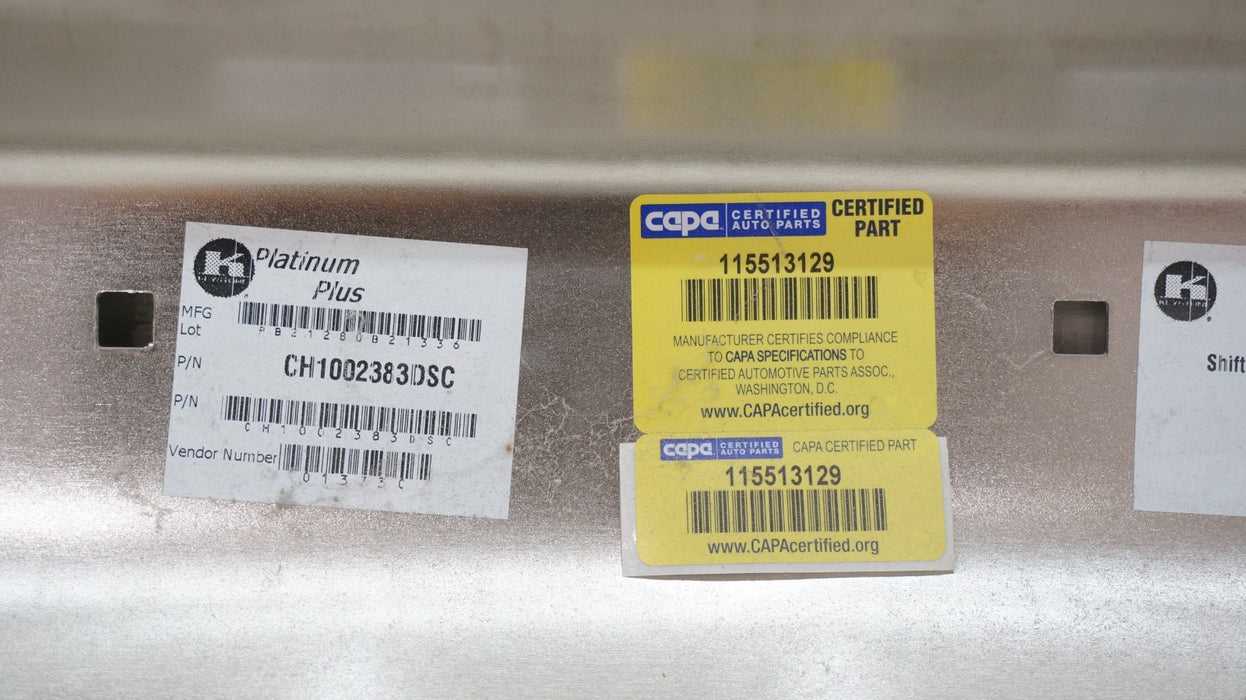 K
KEYSTONE
Platinum
Plus
MFG
Lot
PB21280B21336
P/N
CH1002383DSC
P/N
CH1002383DSC
Vendor Number
01373C
capa CERTIFIED AUTO PARTS
CERTIFIED
PART
115513129
MANUFACTURER CERTIFIES COMPLIANCE
TO CAPA SPECIFICATIONS TO
CERTIFIED AUTOMOTIVE PARTS ASSOC.,
WASHINGTON, D.C.
www.CAPAcertified.org
capa CERTIFIED AUTO PARTS
CAPA CERTIFIED PART
115513129
www.CAPAcertified.org
K
KEYSTONE
Shift